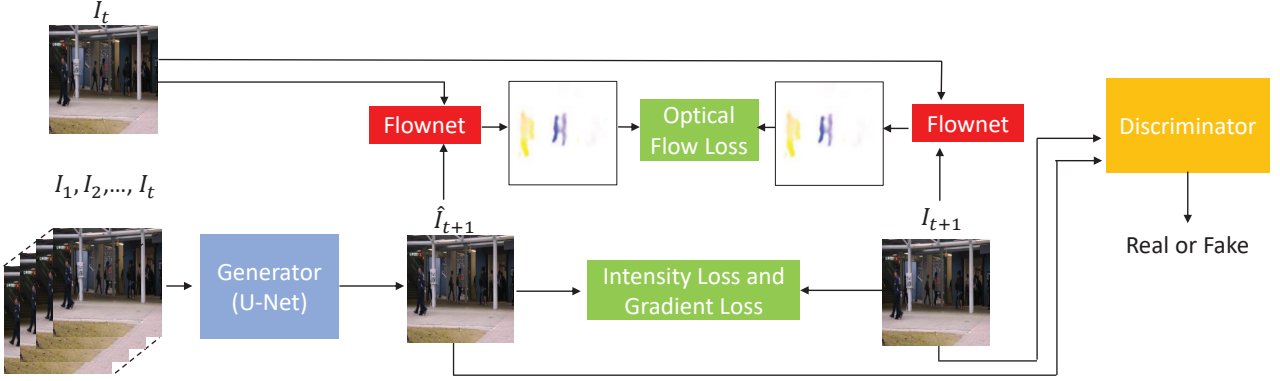 I_t
Flownet
Optical
Flow Loss
Flownet
Discriminator
I_1, I_2,..., I_t
Î_{t+1}
I_{t+1}
Real or Fake
Generator
(U-Net)
Intensity Loss and
Gradient Loss